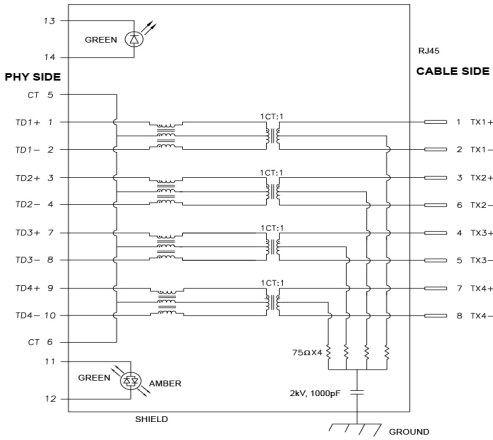 13
GREEN
14
RJ45
PHY SIDE
CABLE SIDE
CT 5
1CT:1
TD1+ 1
1 TX1+
TD1- 2
2 TX1-
1CT:1
TD2+ 3
3 TX2+
TD2- 4
6 TX2-
1CT:1
TD3+ 7
4 TX3+
TD3- 8
5 TX3-
1CT:1
TD4+ 9
7 TX4+
TD4- 10
8 TX4-
CT 6
75ΩX4
11
GREEN
AMBER
12
2kV, 1000pF
SHIELD
GROUND